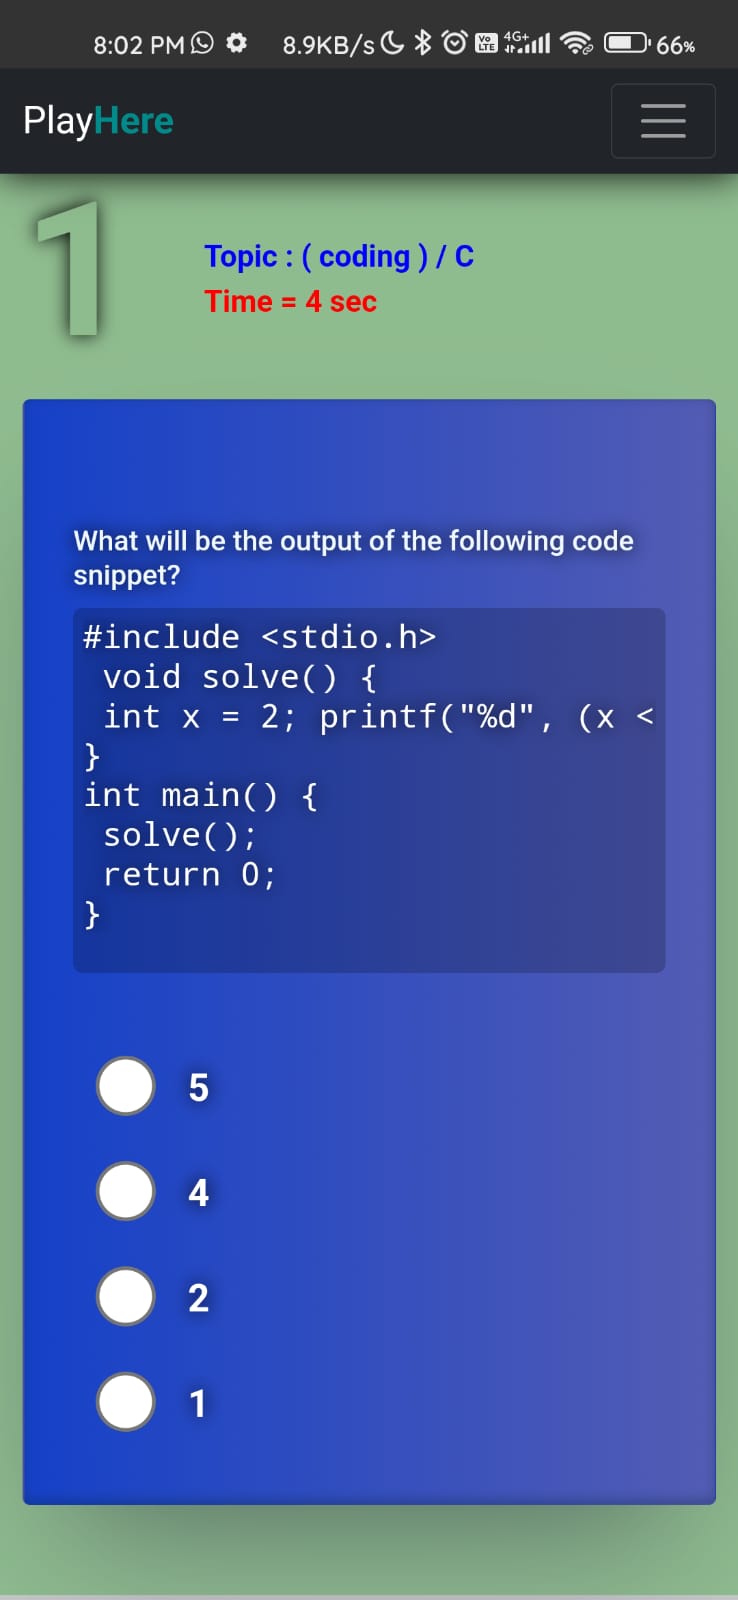 8:02 PM 8.9KB/s Vo LTE 4G+ 66%
PlayHere
1
Topic : ( coding ) / C
Time = 4 sec
What will be the output of the following code
snippet?
#include <stdio.h>
void solve() {
int x = 2; printf("%d", (x <
}
int main() {
solve();
return 0;
}
5
4
2
1